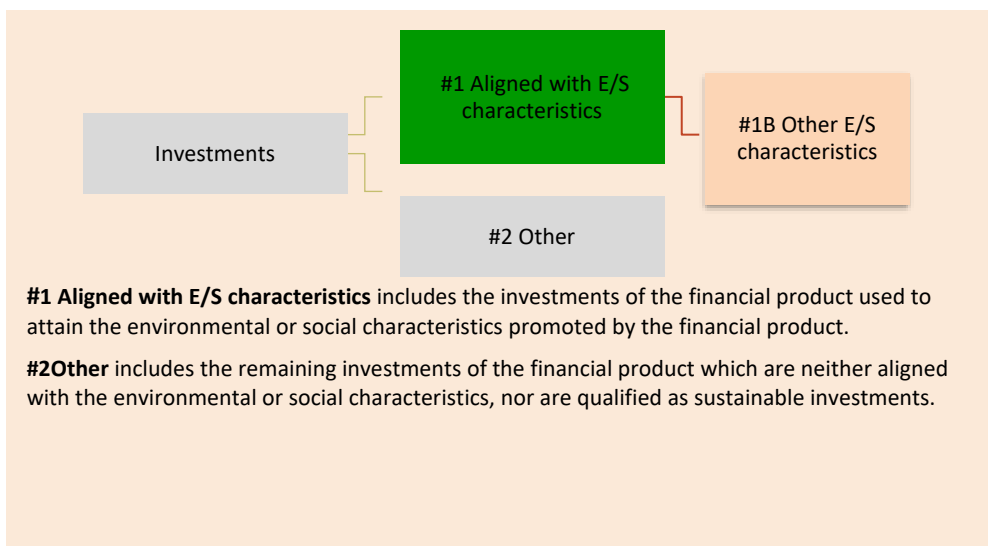 #1 Aligned with E/S
characteristics
#1B Other E/S
characteristics
Investments
#2 Other
#1 Aligned with E/S characteristics includes the investments of the financial product used to
attain the environmental or social characteristics promoted by the financial product.
#2Other includes the remaining investments of the financial product which are neither aligned
with the environmental or social characteristics, nor are qualified as sustainable investments.